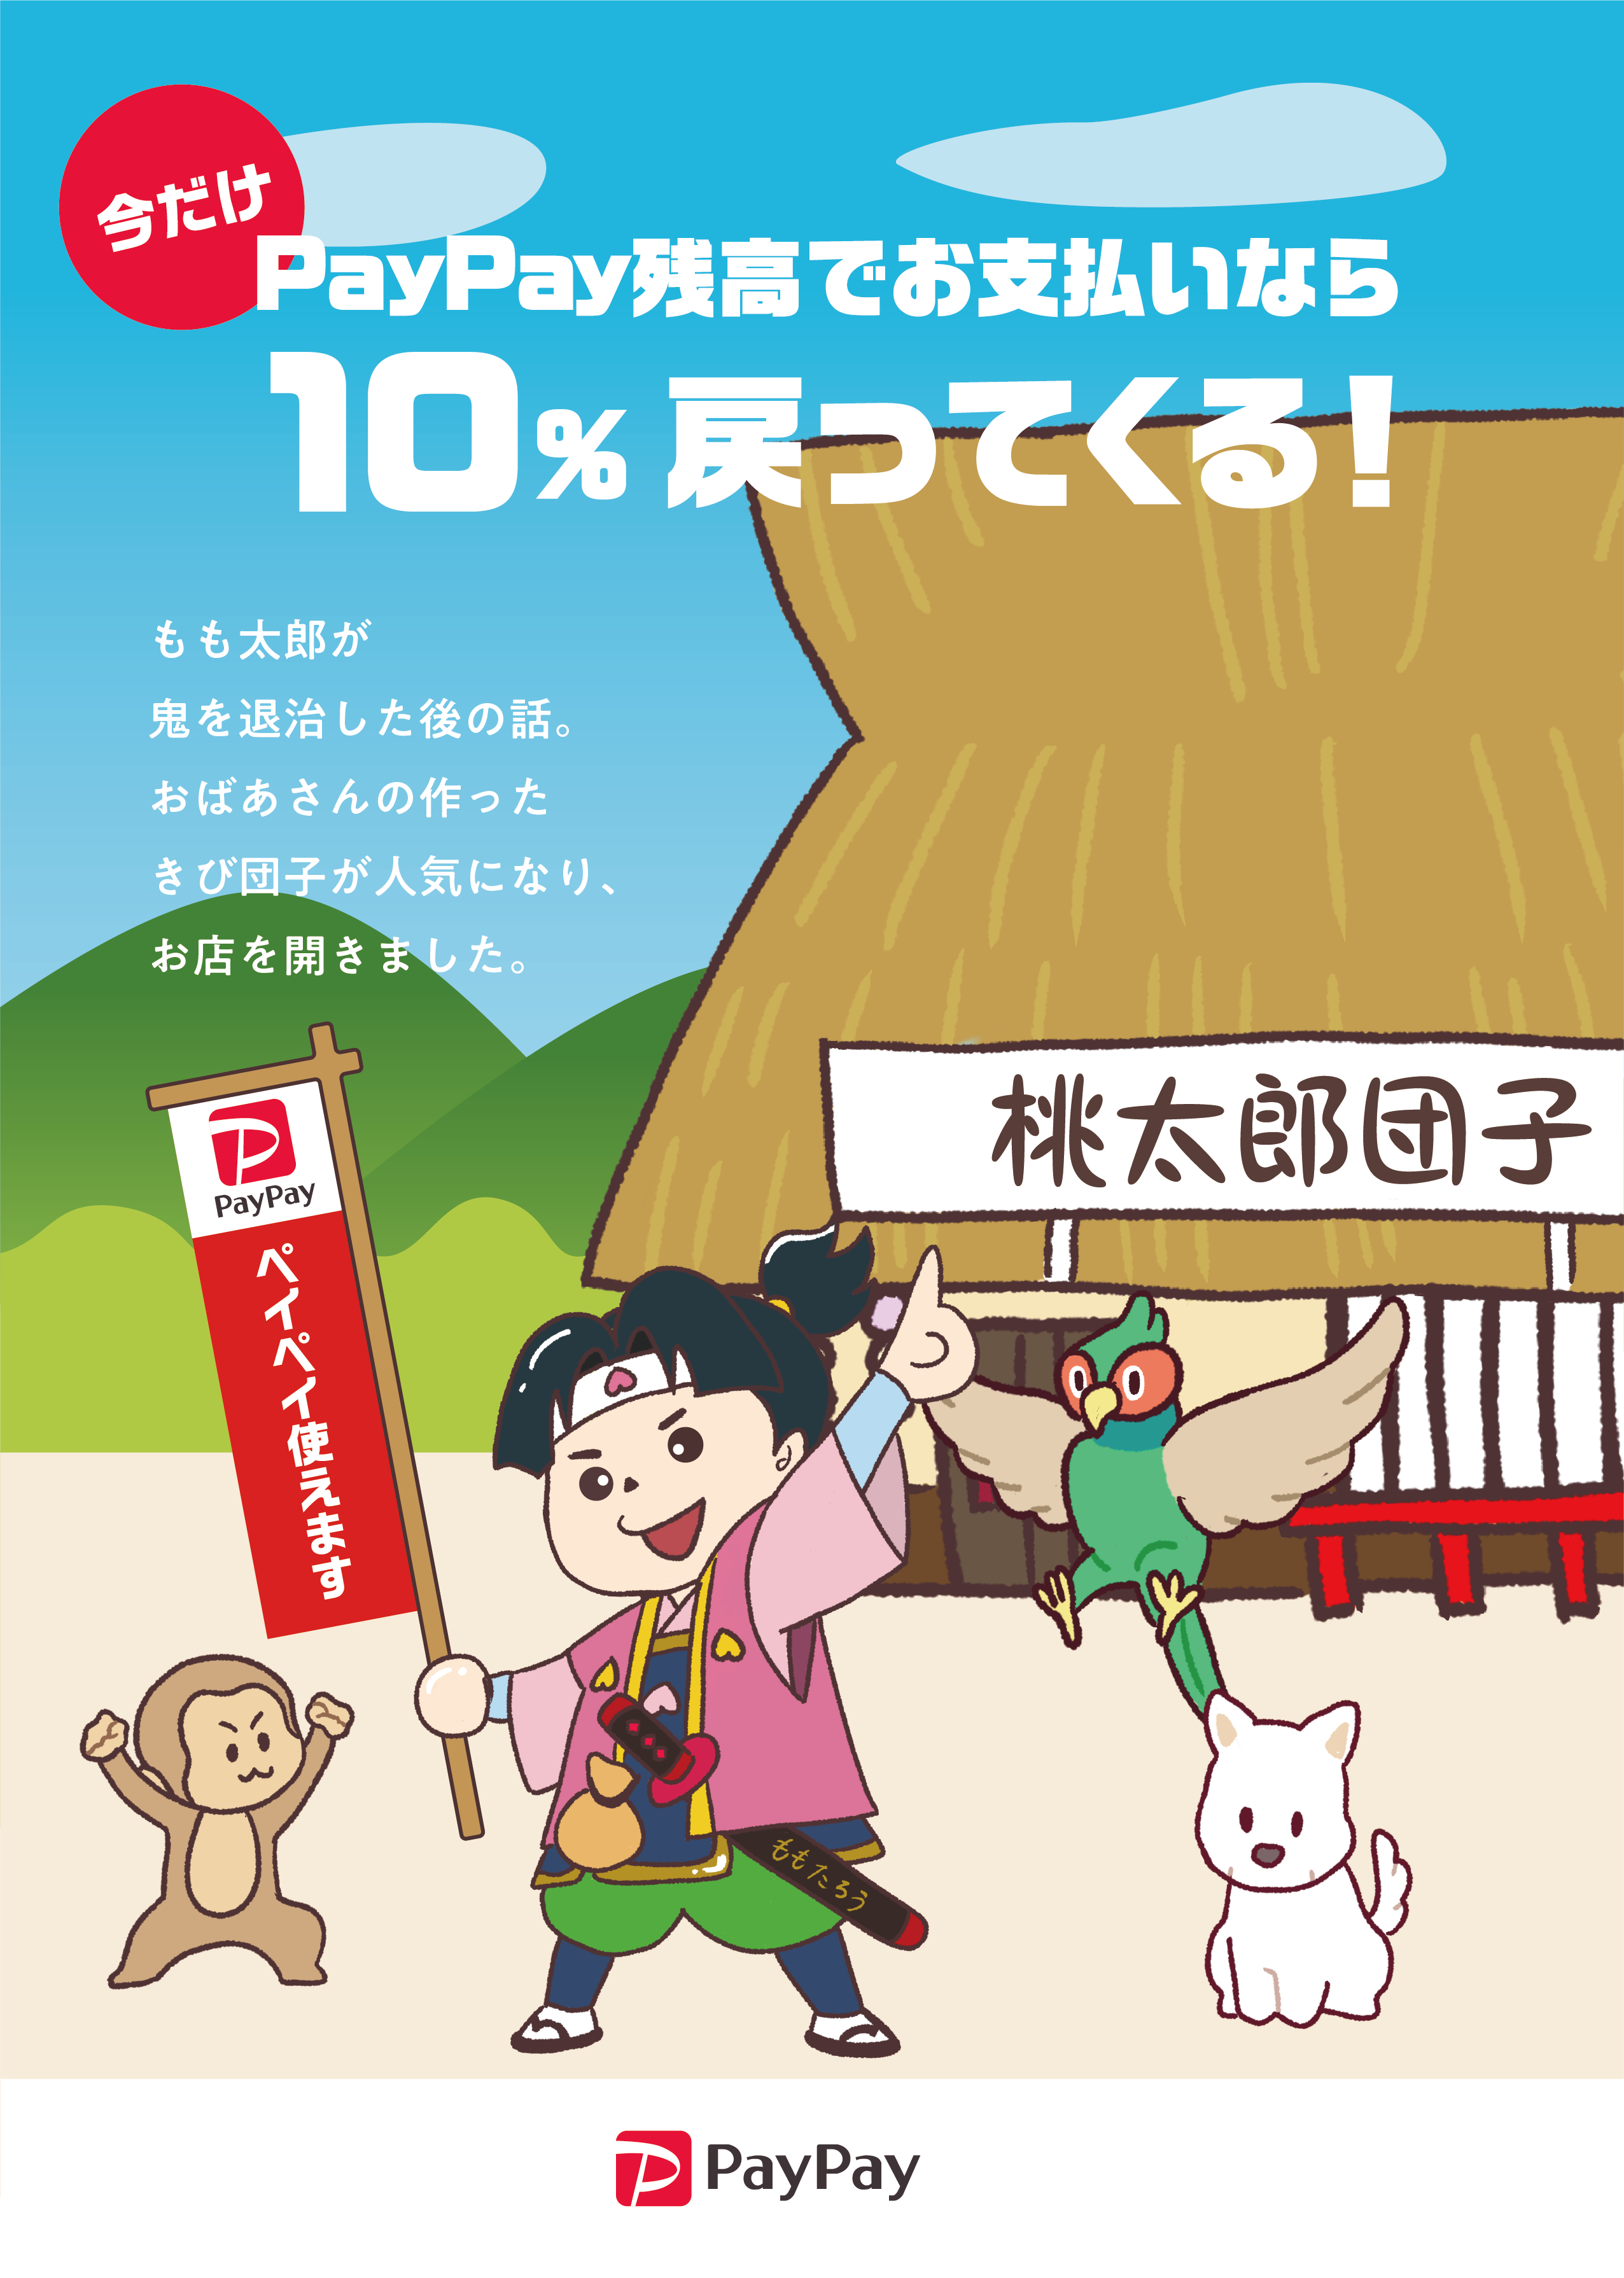 今だけ
PayPay残高でお支払いなら
10%戻ってくる!
もも太郎が
鬼を退治した後の話。
おばあさんの作った
きび団子が人気になり、
お店を開きました。
桃太郎団子
PayPay
ペイペイ使えます
ももたろう
PayPay